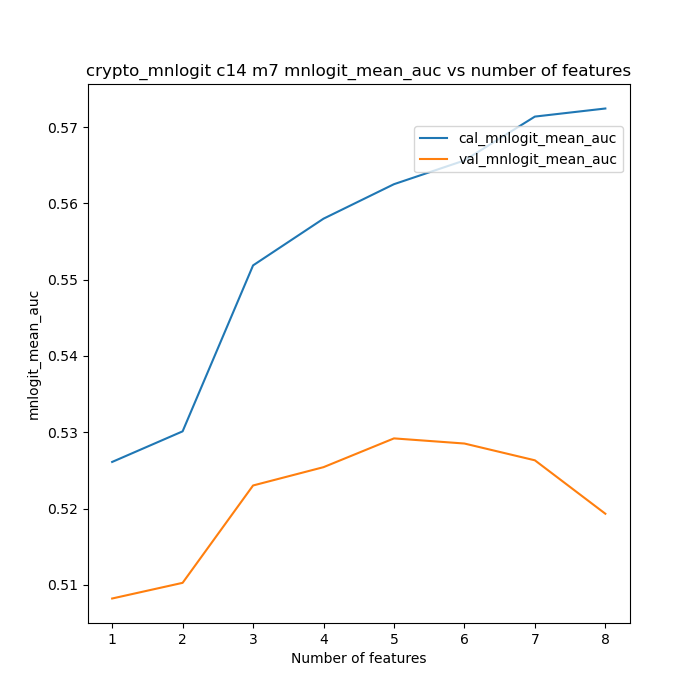 crypto_mnlogit c14 m7 mnlogit_mean_auc vs number of features
cal_mnlogit_mean_auc
val_mnlogit_mean_auc
mnlogit_mean_auc
0.57
0.56
0.55
0.54
0.53
0.52
0.51
1 2 3 4 5 6 7 8
Number of features